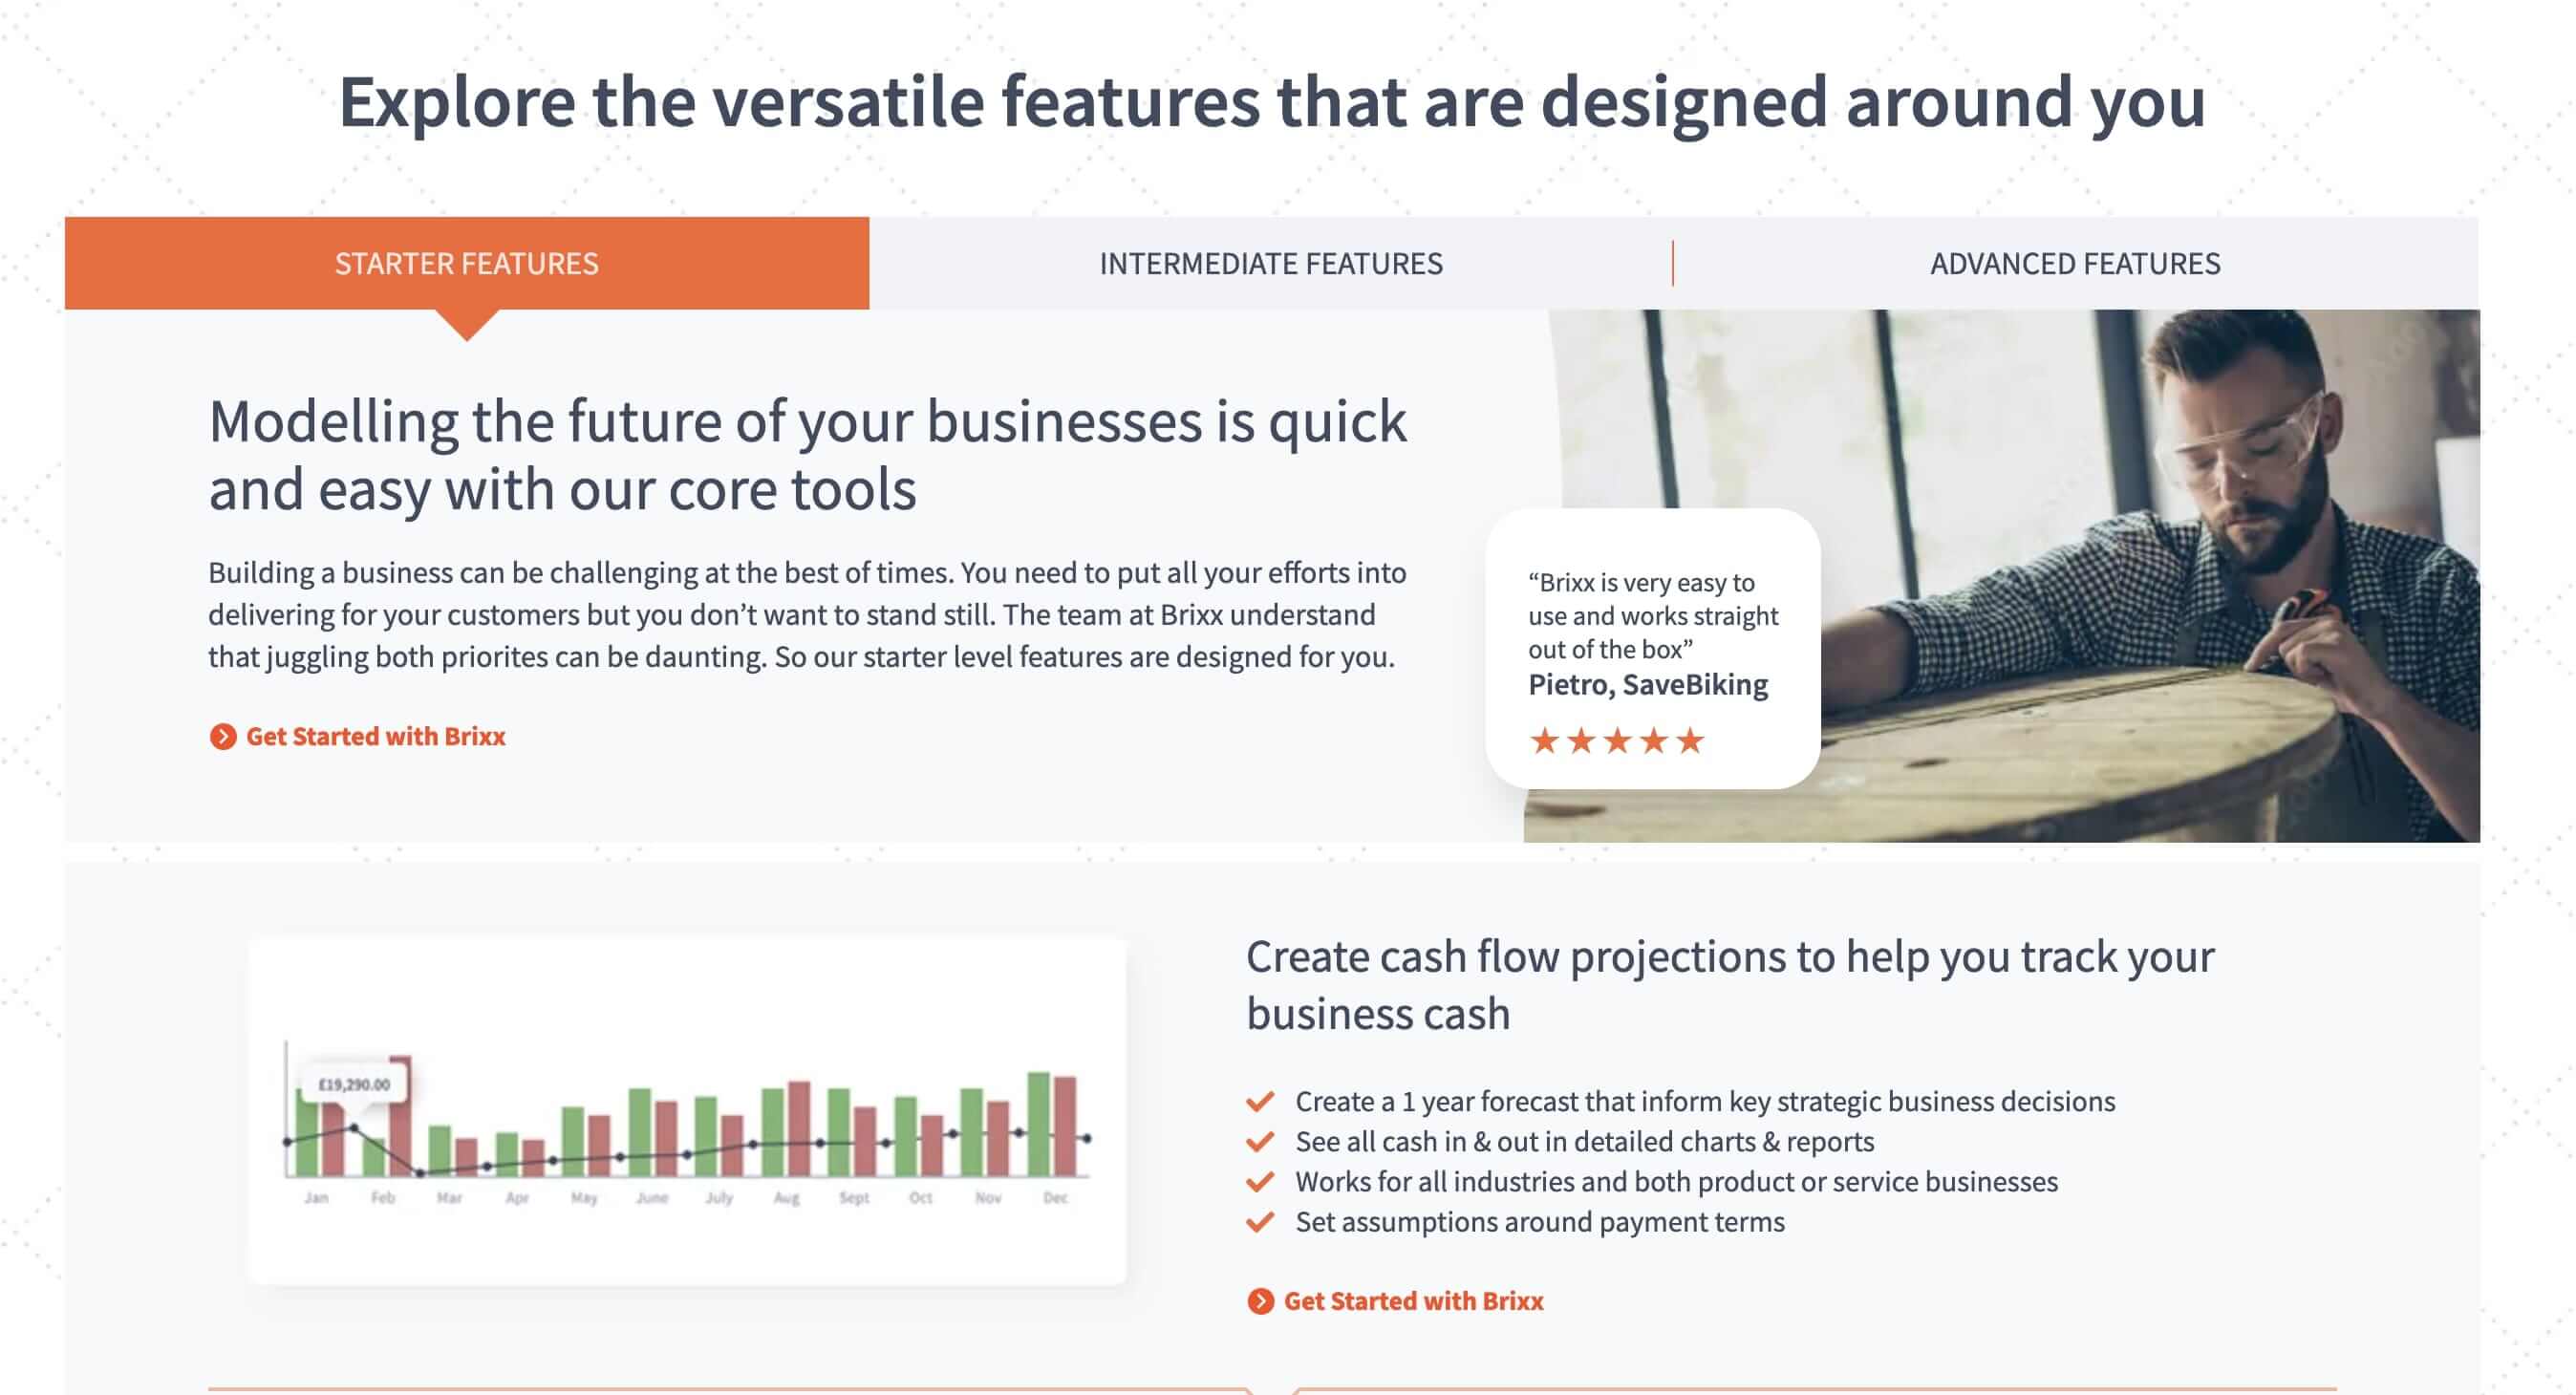 Explore the versatile features that are designed around you
STARTER FEATURES
INTERMEDIATE FEATURES
ADVANCED FEATURES
Modelling the future of your businesses is quick
and easy with our core tools
Building a business can be challenging at the best of times. You need to put all your efforts into
delivering for your customers but you don’t want to stand still. The team at Brixx understand
that juggling both priorites can be daunting. So our starter level features are designed for you.
Get Started with Brixx
“Brixx is very easy to
use and works straight
out of the box”
Pietro, SaveBiking
£19,290.00
Jan Feb Mar Apr May June July Aug Sept Oct Nov Dec
Create cash flow projections to help you track your
business cash
Create a 1 year forecast that inform key strategic business decisions
See all cash in & out in detailed charts & reports
Works for all industries and both product or service businesses
Set assumptions around payment terms
Get Started with Brixx